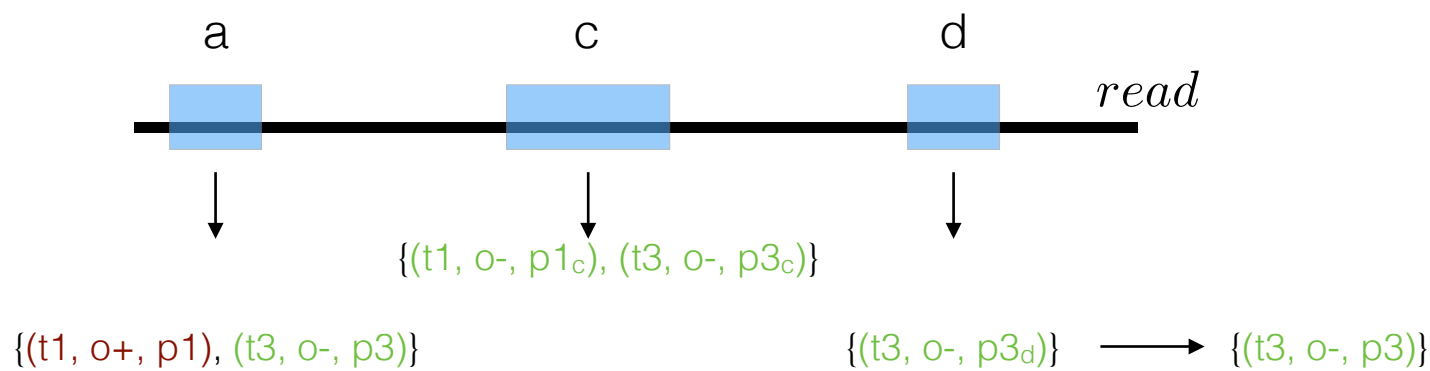 a c d
read
{(t1, o-, p1c), (t3, o-, p3c)}
{(t1, o+, p1), (t3, o-, p3)} {(t3, o-, p3d)} {(t3, o-, p3)}